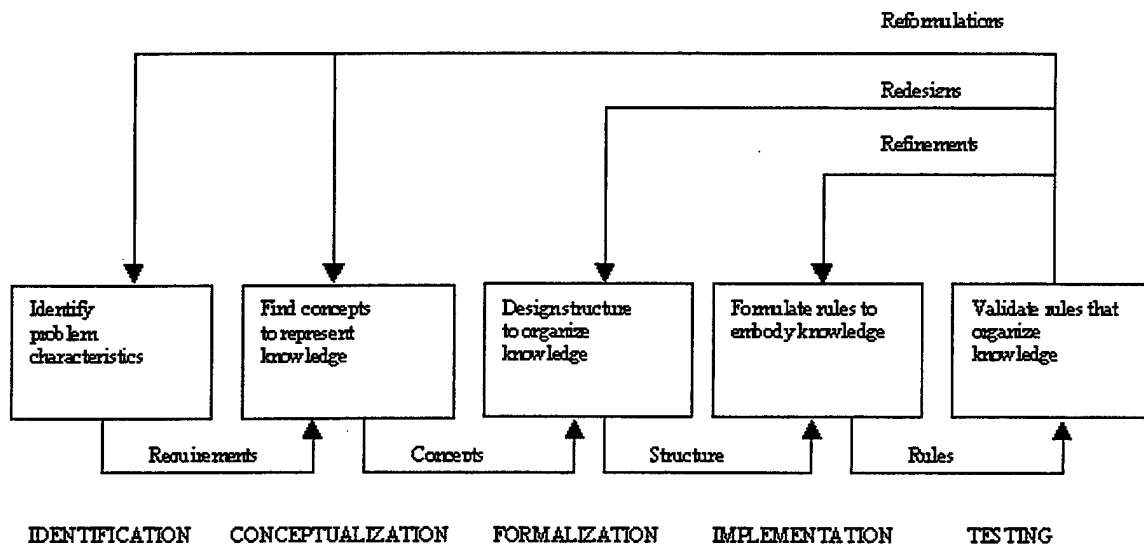 Reformulations
Redesigns
Refinements
Identify
problem
characteristics
Find concepts
to represent
knowledge
Design structure
to organize
knowledge
Formulate rules to
embody knowledge
Validate rules that
organize
knowledge
Requirements
Concepts
Structure
Rules
IDENTIFICATION
CONCEPTUALIZATION
FORMALIZATION
IMPLEMENTATION
TESTING